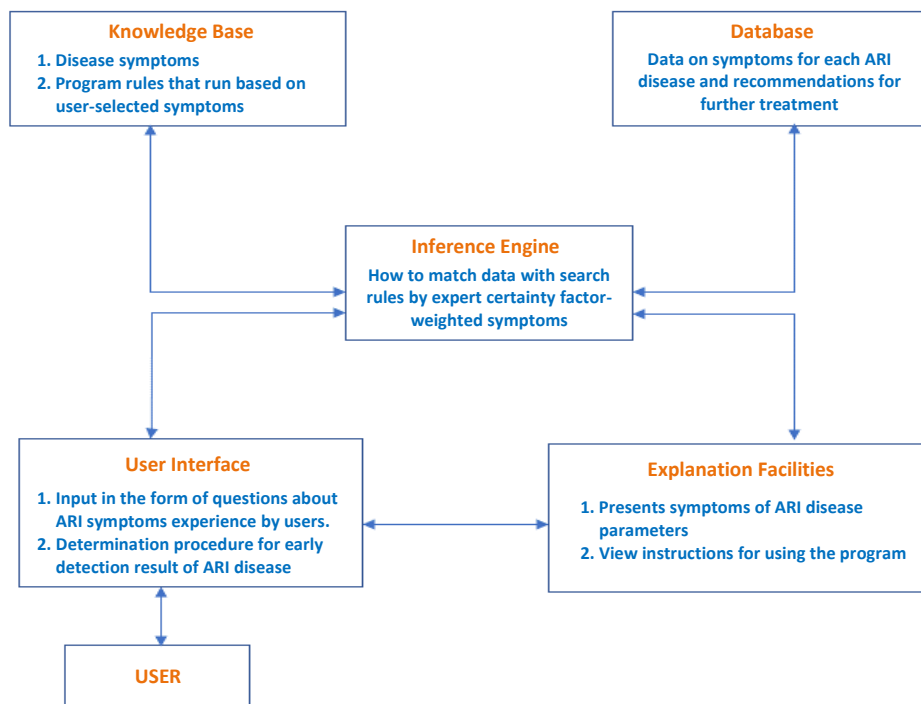 Knowledge Base
1. Disease symptoms
2. Program rules that run based on
user-selected symptoms
Database
Data on symptoms for each ARI
disease and recommendations for
further treatment
Inference Engine
How to match data with search
rules by expert certainty factor-
weighted symptoms
User Interface
1. Input in the form of questions about
ARI symptoms experience by users.
2. Determination procedure for early
detection result of ARI disease
Explanation Facilities
1. Presents symptoms of ARI disease
parameters
2. View instructions for using the program
USER